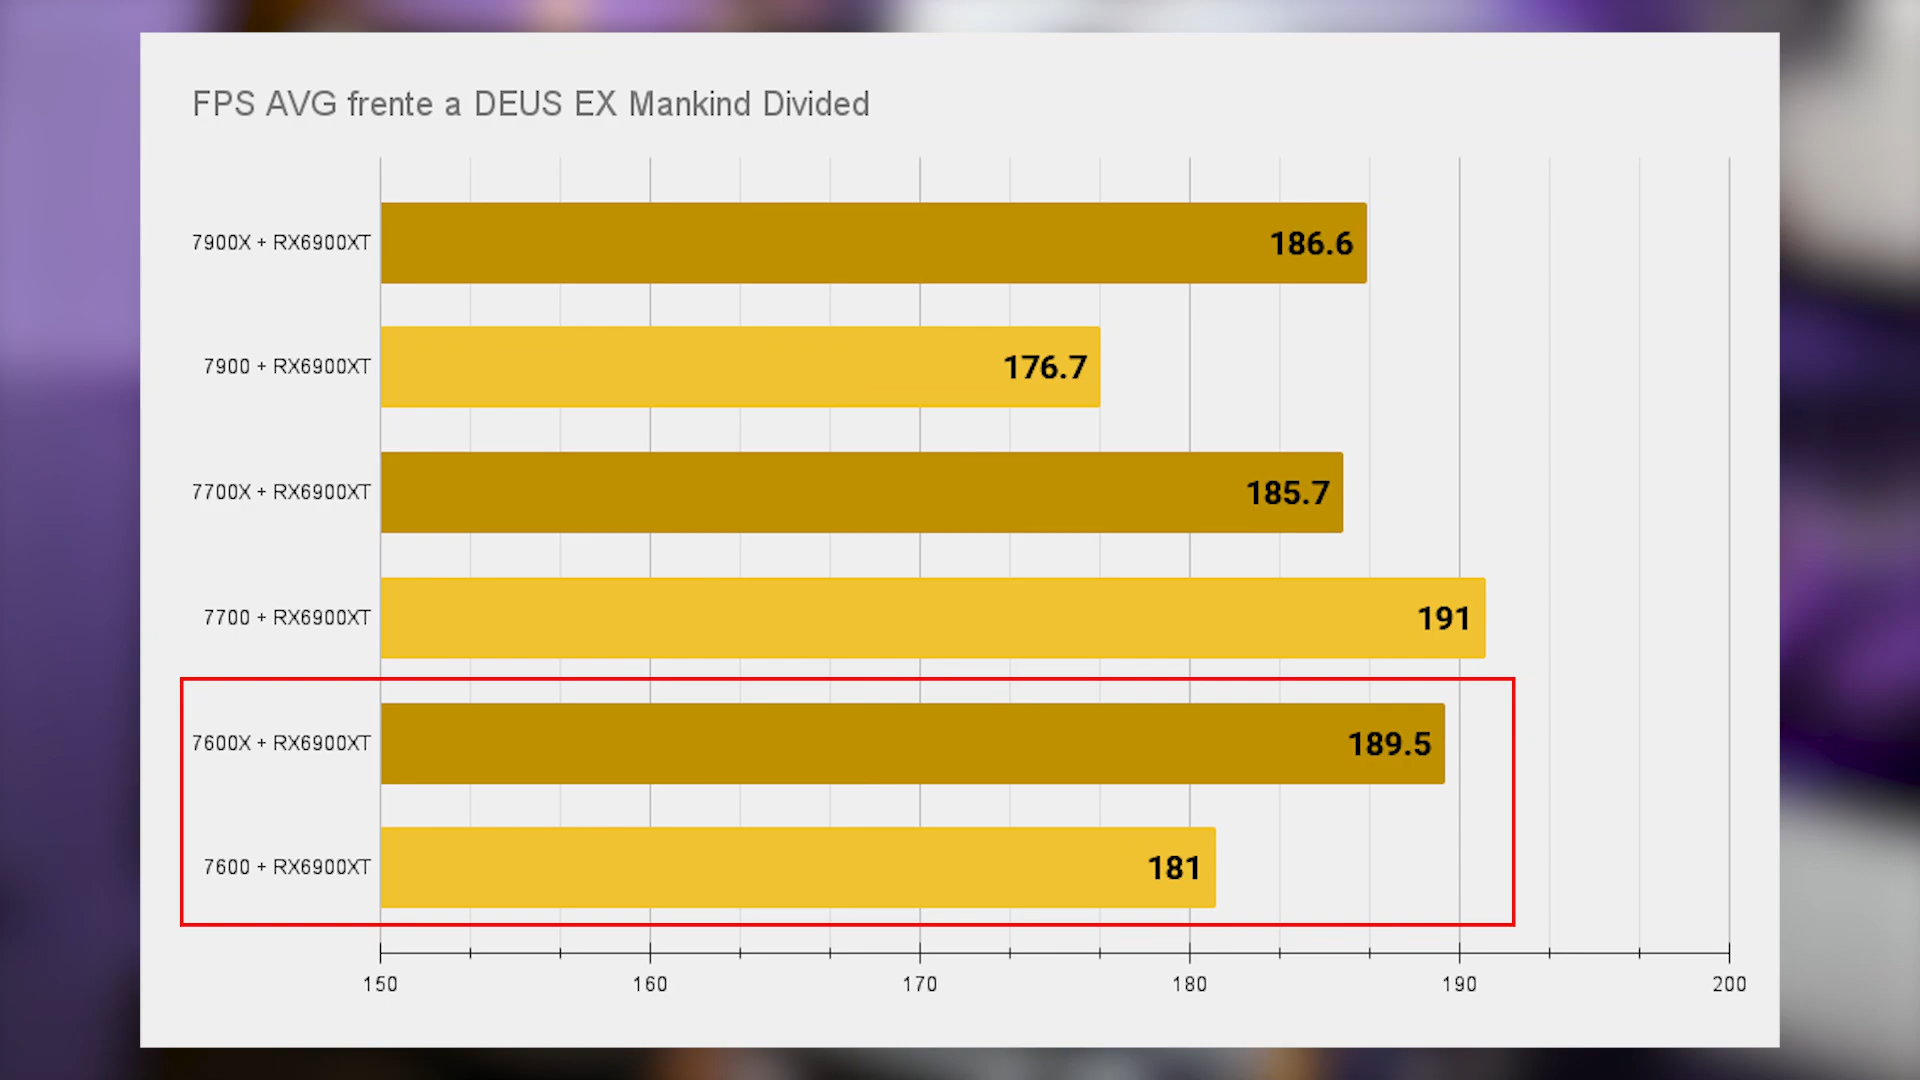 FPS AVG frente a DEUS EX Mankind Divided
7900X + RX6900XT 186.6
7900 + RX6900XT 176.7
7700X + RX6900XT 185.7
7700 + RX6900XT 191
7600X + RX6900XT 189.5
7600 + RX6900XT 181
150 160 170 180 190 200